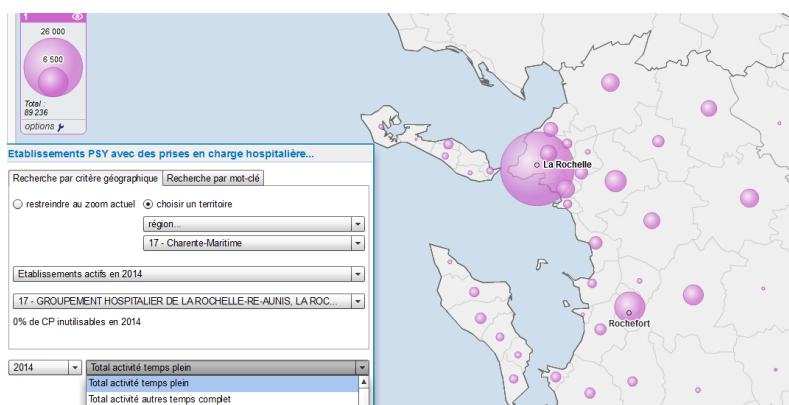 1
26 000
6 500
Total :
89 236
options
Etablissements PSY avec des prises en charge hospitalière...
Recherche par critère géographique
Recherche par mot-clé
restreindre au zoom actuel
choisir un territoire
région...
17 - Charente-Maritime
Etablissements actifs en 2014
17 - GROUPEMENT HOSPITALIER DE LA ROCHELLE-RE-AUNIS, LA ROC...
0% de CP inutilisables en 2014
2014
Total activité temps plein
Total activité temps plein
Total activité autres temps complet
La Rochelle
Rochefort